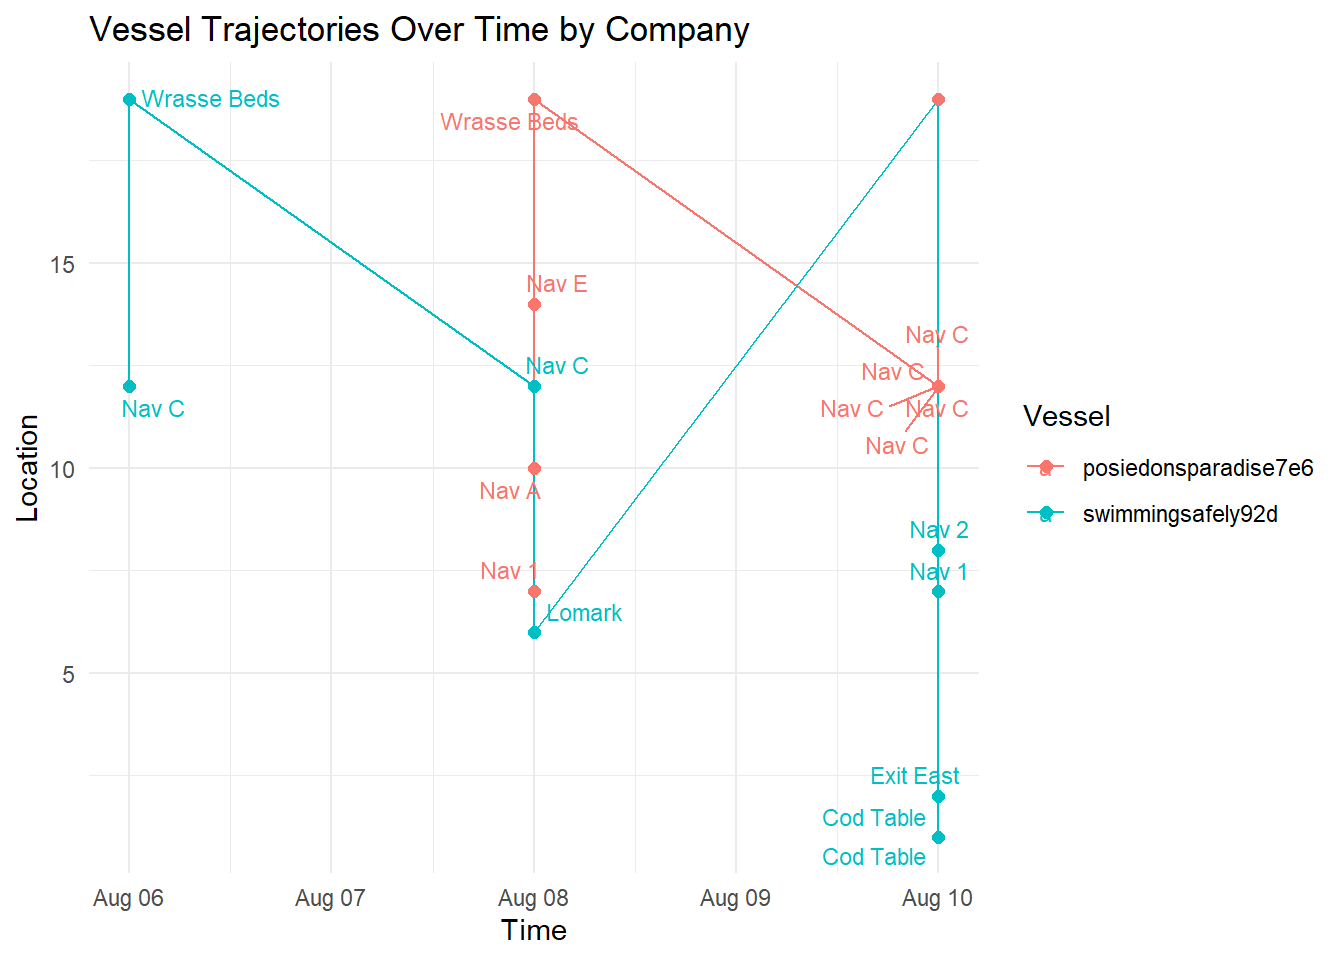 Vessel Trajectories Over Time by Company
Wrasse Beds
Wrasse Beds
15
Nav E
Nav C
Nav C
Nav C
Nav C
Nav C
Nav C
Nav C
Location
Vessel
10
posiedonsparadise7e6
Nav A
swimmingsafely92d
Nav 2
Nav 1
Nav 1
Lomark
5
Exit East
Cod Table
Cod Table
Aug 06
Aug 07
Aug 08
Aug 09
Aug 10
Time